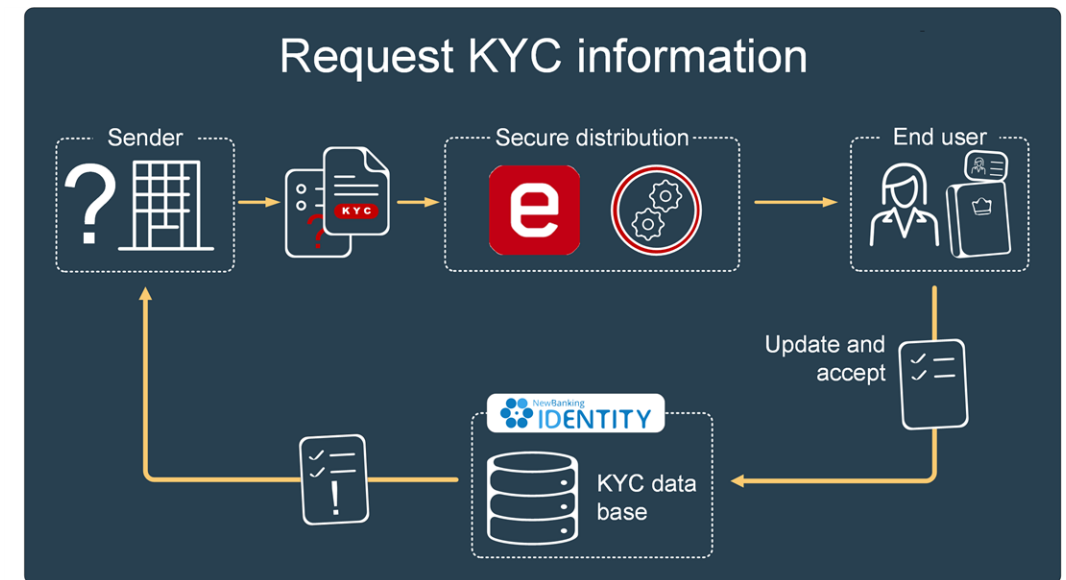 Request KYC information
Sender
Secure distribution
End user
?
KYC
?
e
Update and
accept
NewBanking
IDENTITY
KYC data
base
!